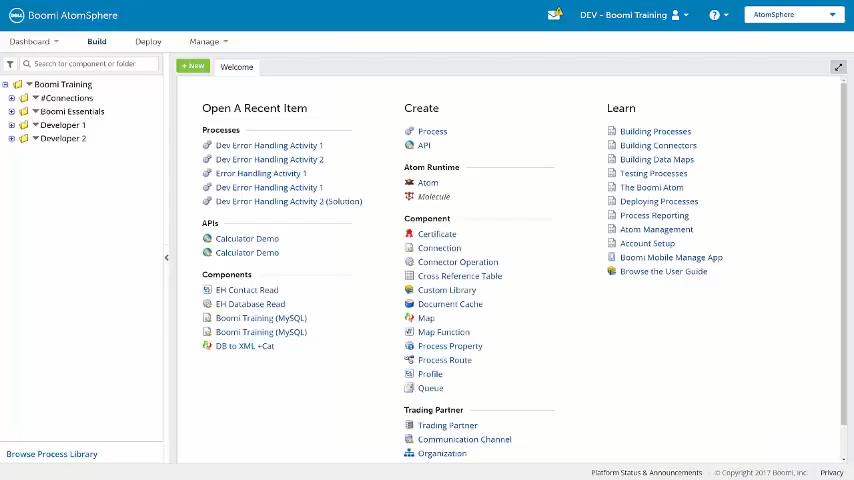 DELL Boomi AtomSphere
DEV - Boomi Training
?
AtomSphere
Dashboard
Build
Deploy
Manage
Search for component or folder
+ New
Welcome
Boomi Training
#Connections
Boomi Essentials
Developer 1
Developer 2
Browse Process Library
Open A Recent Item
Processes
Dev Error Handling Activity 1
Dev Error Handling Activity 2
Error Handling Activity 1
Dev Error Handling Activity 1
Dev Error Handling Activity 2 (Solution)
APIs
Calculator Demo
Calculator Demo
Components
EH Contact Read
EH Database Read
Boomi Training (MySQL)
Boomi Training (MySQL)
DB to XML +Cat
Create
Process
API
Atom Runtime
Atom
Molecule
Component
Certificate
Connection
Connector Operation
Cross Reference Table
Custom Library
Document Cache
Map
Map Function
Process Property
Process Route
Profile
Queue
Trading Partner
Trading Partner
Communication Channel
Organization
Learn
Building Processes
Building Connectors
Building Data Maps
Testing Processes
The Boomi Atom
Deploying Processes
Process Reporting
Atom Management
Account Setup
Boomi Mobile Manage App
Browse the User Guide
Platform Status & Announcements
© Copyright 2017 Boomi, Inc.
Privacy